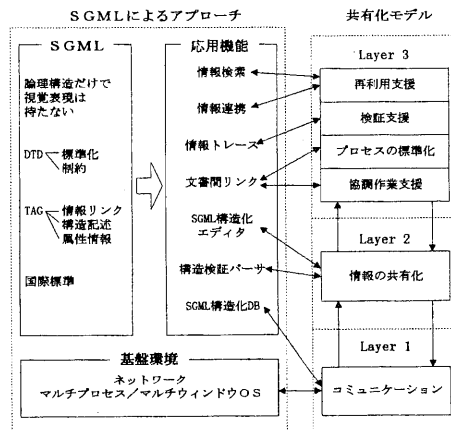 SGMLによるアプローチ
共有化モデル
SGML
論理構造だけで
視覚表現は
持たない
DTD
標準化
制約
TAG
情報リンク
構造記述
属性情報
国際標準
応用機能
情報検索
情報連携
情報トレース
文書間リンク
SGML構造化
エディタ
構造検証パーサ
SGML構造化DB
基盤環境
ネットワーク
マルチプロセス／マルチウィンドウOS
Layer 3
再利用支援
検証支援
プロセスの標準化
協調作業支援
Layer 2
情報の共有化
Layer 1
コミュニケーション